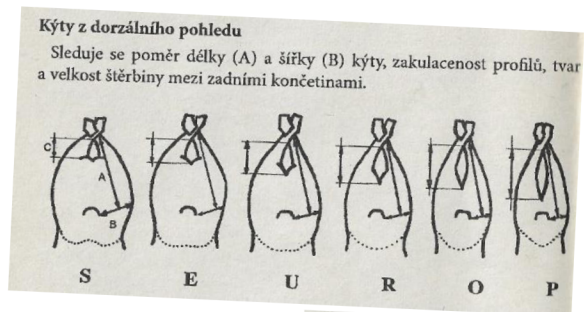 Kýty z dorzálního pohledu
Sleduje se poměr délky (A) a šířky (B) kýty, zakulacenost profilů, tvar
a velkost štěrbiny mezi zadními končetinami.
C
A
B
S E U R O P